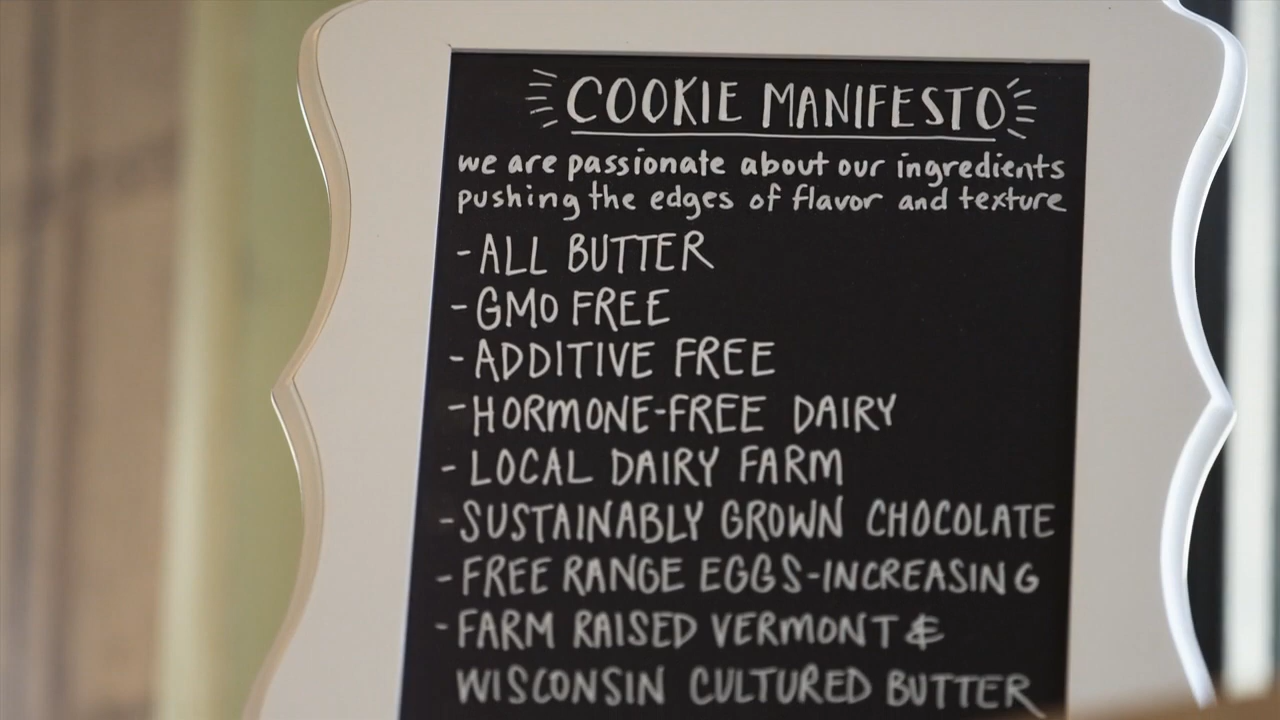 COOKIE MANIFESTO
we are passionate about our ingredients
pushing the edges of flavor and texture
- ALL BUTTER
- GMO FREE
- ADDITIVE FREE
- HORMONE-FREE DAIRY
- LOCAL DAIRY FARM
- SUSTAINABLY GROWN CHOCOLATE
- FREE RANGE EGGS-INCREASING
- FARM RAISED VERMONT &
WISCONSIN CULTURED BUTTER